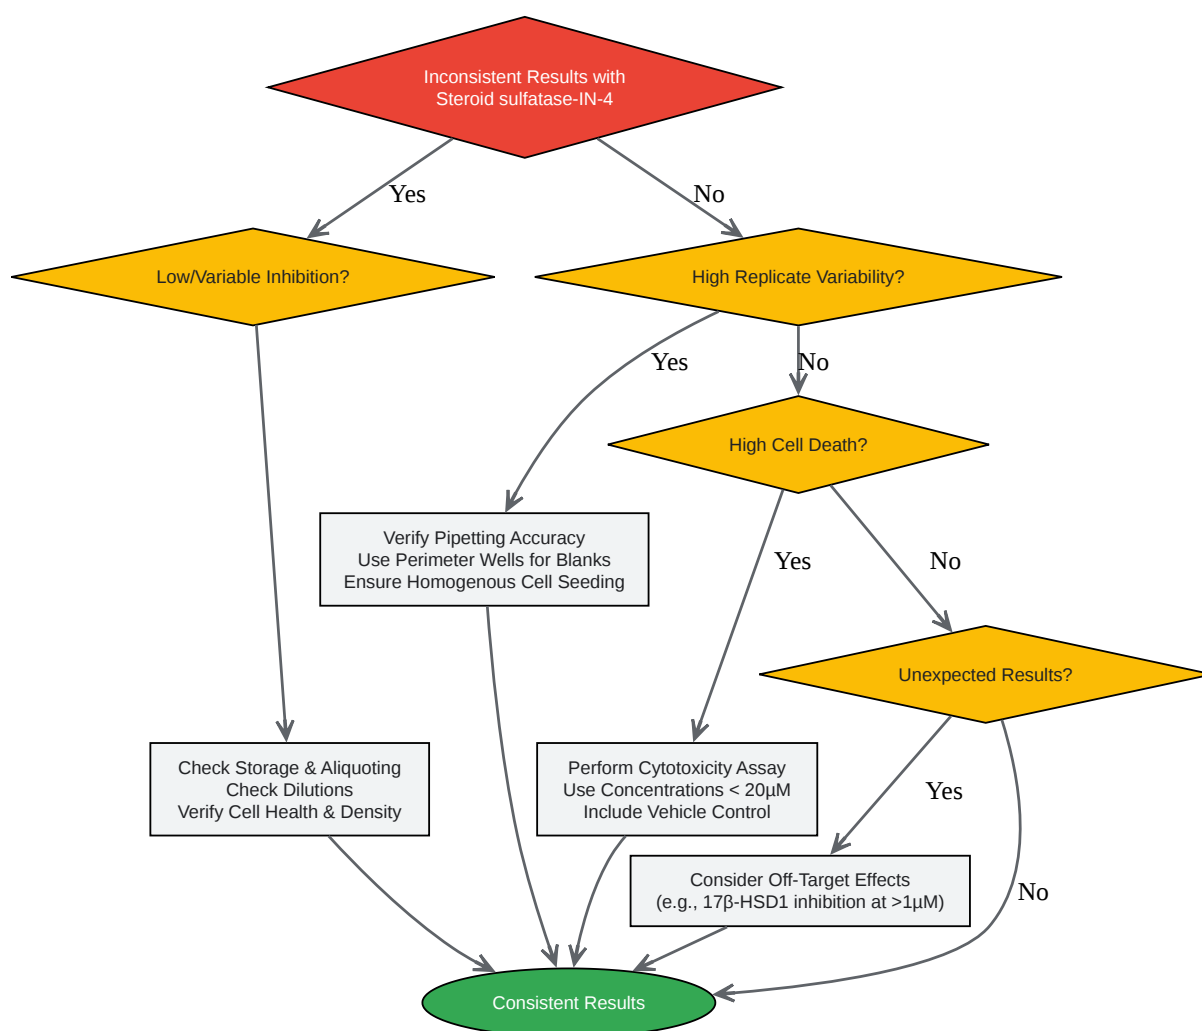 Inconsistent Results with
Steroid sulfatase-IN-4
Yes
No
Low/Variable Inhibition?
High Replicate Variability?
Yes
No
High Cell Death?
Verify Pipetting Accuracy
Use Perimeter Wells for Blanks
Ensure Homogenous Cell Seeding
Yes
No
Unexpected Results?
Check Storage & Aliquoting
Check Dilutions
Verify Cell Health & Density
Perform Cytotoxicity Assay
Use Concentrations < 20µM
Include Vehicle Control
Yes
Consider Off-Target Effects
(e.g., 17β-HSD1 inhibition at >1µM)
No
Consistent Results